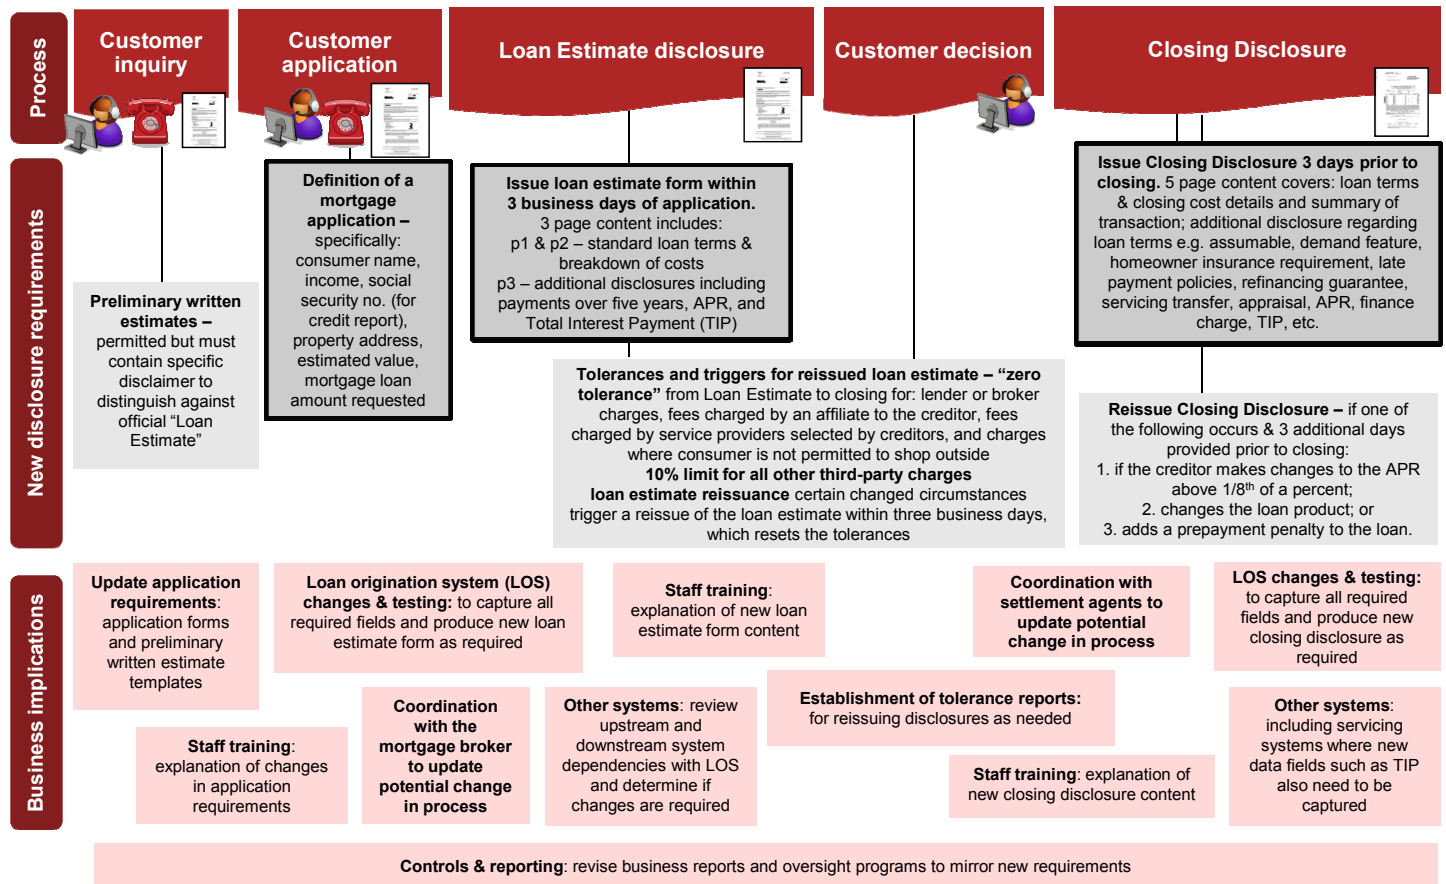 Process
Customer
inquiry
Customer
application
Loan Estimate disclosure
Customer decision
Closing Disclosure
New disclosure requirements
Preliminary written
estimates –
permitted but must
contain specific
disclaimer to
distinguish against
official “Loan
Estimate”
Definition of a
mortgage
application –
specifically:
consumer name,
income, social
security no. (for
credit report),
property address,
estimated value,
mortgage loan
amount requested
Issue loan estimate form within
3 business days of application.
3 page content includes:
p1 & p2 – standard loan terms &
breakdown of costs
p3 – additional disclosures including
payments over five years, APR, and
Total Interest Payment (TIP)
Tolerances and triggers for reissued loan estimate – “zero
tolerance” from Loan Estimate to closing for: lender or broker
charges, fees charged by an affiliate to the creditor, fees
charged by service providers selected by creditors, and charges
where consumer is not permitted to shop outside
10% limit for all other third-party charges
loan estimate reissuance certain changed circumstances
trigger a reissue of the loan estimate within three business days,
which resets the tolerances
Issue Closing Disclosure 3 days prior to
closing. 5 page content covers: loan terms
& closing cost details and summary of
transaction; additional disclosure regarding
loan terms e.g. assumable, demand feature,
homeowner insurance requirement, late
payment policies, refinancing guarantee,
servicing transfer, appraisal, APR, finance
charge, TIP, etc.
Reissue Closing Disclosure – if one of
the following occurs & 3 additional days
provided prior to closing:
1. if the creditor makes changes to the APR
above 1/8th of a percent;
2. changes the loan product; or
3. adds a prepayment penalty to the loan.
Business implications
Update application
requirements:
application forms
and preliminary
written estimate
templates
Loan origination system (LOS)
changes & testing: to capture all
required fields and produce new loan
estimate form as required
Staff training:
explanation of new loan
estimate form content
Coordination with
settlement agents to
update potential
change in process
LOS changes & testing:
to capture all required
fields and produce new
closing disclosure as
required
Staff training:
explanation of changes
in application
requirements
Coordination
with the
mortgage broker
to update
potential change
in process
Other systems: review
upstream and
downstream system
dependencies with LOS
and determine if
changes are required
Establishment of tolerance reports:
for reissuing disclosures as needed
Staff training: explanation of
new closing disclosure content
Other systems:
including servicing
systems where new
data fields such as TIP
also need to be
captured
Controls & reporting: revise business reports and oversight programs to mirror new requirements